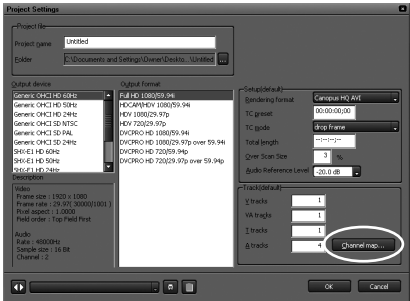 Project Settings
Project file
Project name
Untitled
Folder
C:\Documents and Settings\Owner\Deskto...\Untitled
...
Output device
Generic OHCI HD 60Hz
Generic OHCI HD 50Hz
Generic OHCI HD 24Hz
Generic OHCI SD NTSC
Generic OHCI SD PAL
Generic OHCI SD 24Hz
SHX-E1 HD 60Hz
SHX-E1 HD 50Hz
SHX-E1 HD 24Hz
Output format
Full HD 1080/59.94i
HDCAM/HDV 1080/59.94i
HDV 1080/29.97p
HDV 720/29.97p
DVCPRO HD 1080/59.94i
DVCPRO HD 1080/29.97p over 59.94i
DVCPRO HD 720/59.94p
DVCPRO HD 720/29.97p over 59.94p
Description
Video
Frame size : 1920 x 1080
Frame rate : 29.97( 30000/1001 )
Pixel aspect : 1.0000
Field order : Top Field First
Audio
Rate : 48000Hz
Sample size : 16 Bit
Channel : 2
Setup(default)
Rendering format
Canopus HQ AVI
TC preset
00:00:00;00
TC mode
drop frame
Total length
--:--:--;--
Over Scan Size
3 %
Audio Reference Level
-20.0 dB
Track(default)
V tracks
1
VA tracks
1
T tracks
1
A tracks
4
Channel map...
OK
Cancel